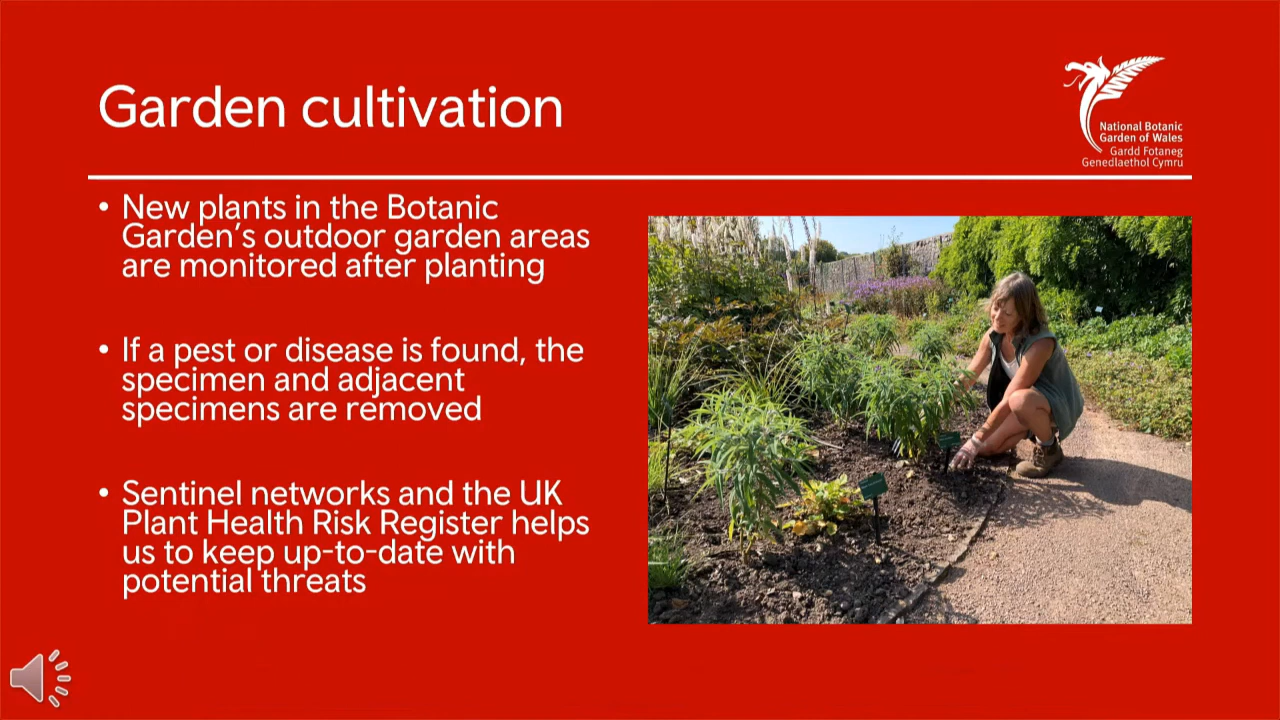 Garden cultivation
National Botanic
Garden of Wales
Gardd Fotaneg
Genedlaethol Cymru
• New plants in the Botanic
Garden's outdoor garden areas
are monitored after planting
• If a pest or disease is found, the
specimen and adjacent
specimens are removed
• Sentinel networks and the UK
Plant Health Risk Register helps
us to keep up-to-date with
potential threats